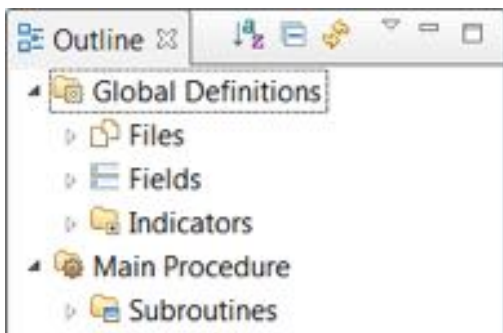 Outline
Global Definitions
Files
Fields
Indicators
Main Procedure
Subroutines